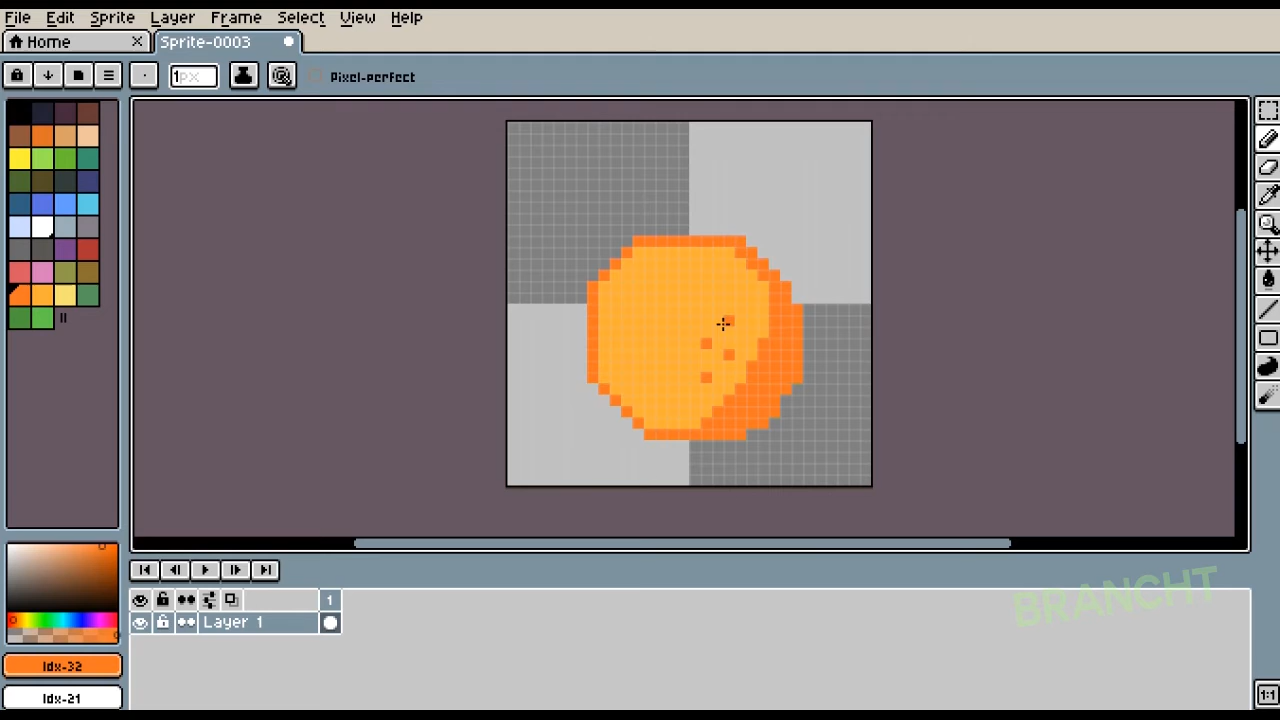 File Edit Sprite Layer Frame Select View Help
Home Sprite-0003
1px Pixel-perfect
1
Layer 1
BRANCHT
Idx-32
Idx-21
1:1